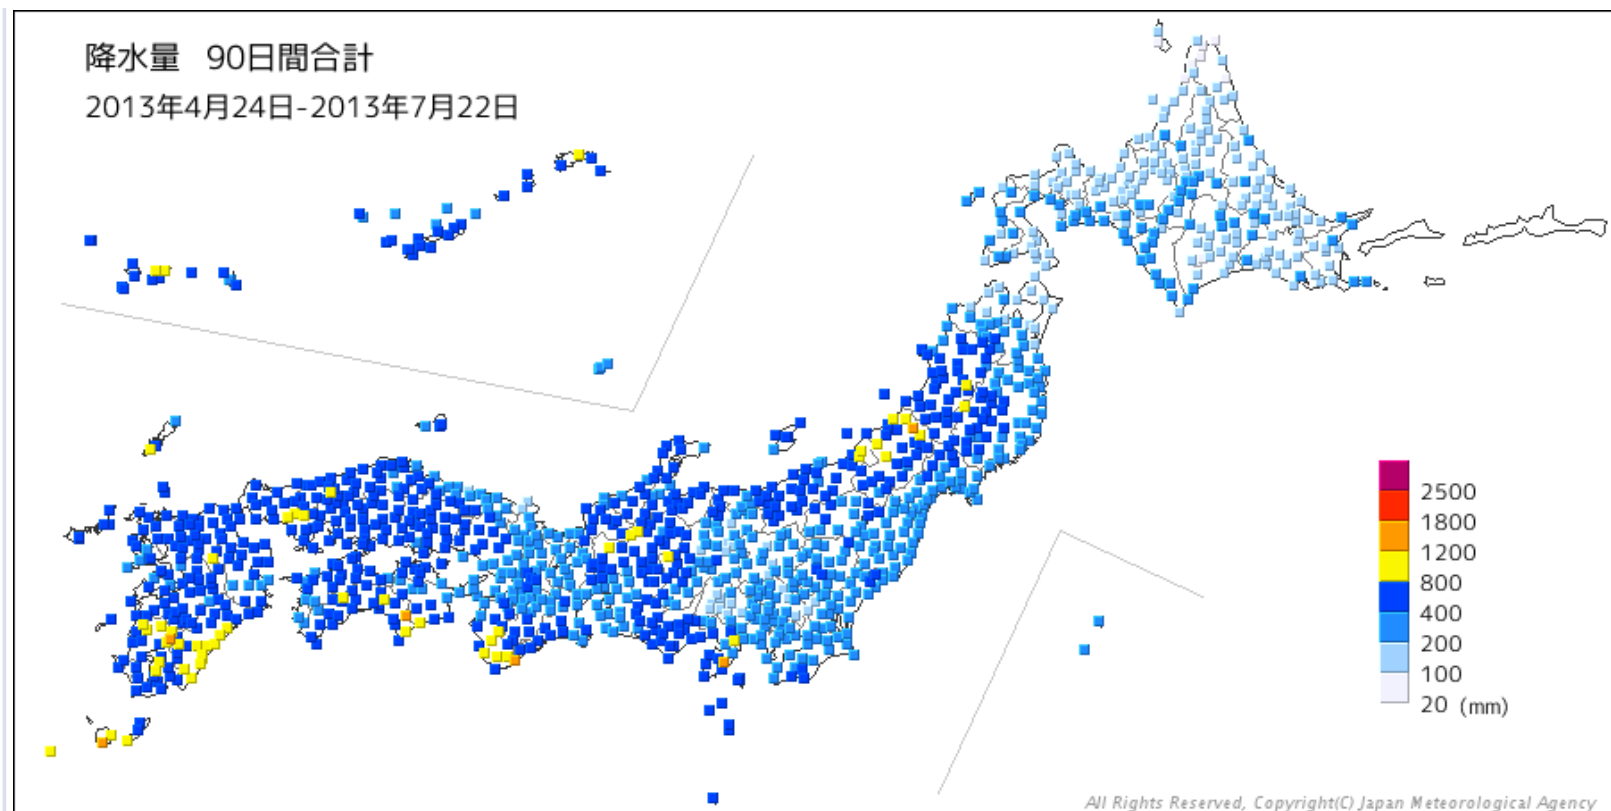 降水量 90日間合計
2013年4月24日-2013年7月22日
2500
1800
1200
800
400
200
100
20 (mm)
All Rights Reserved, Copyright(C) Japan Meteorological Agency